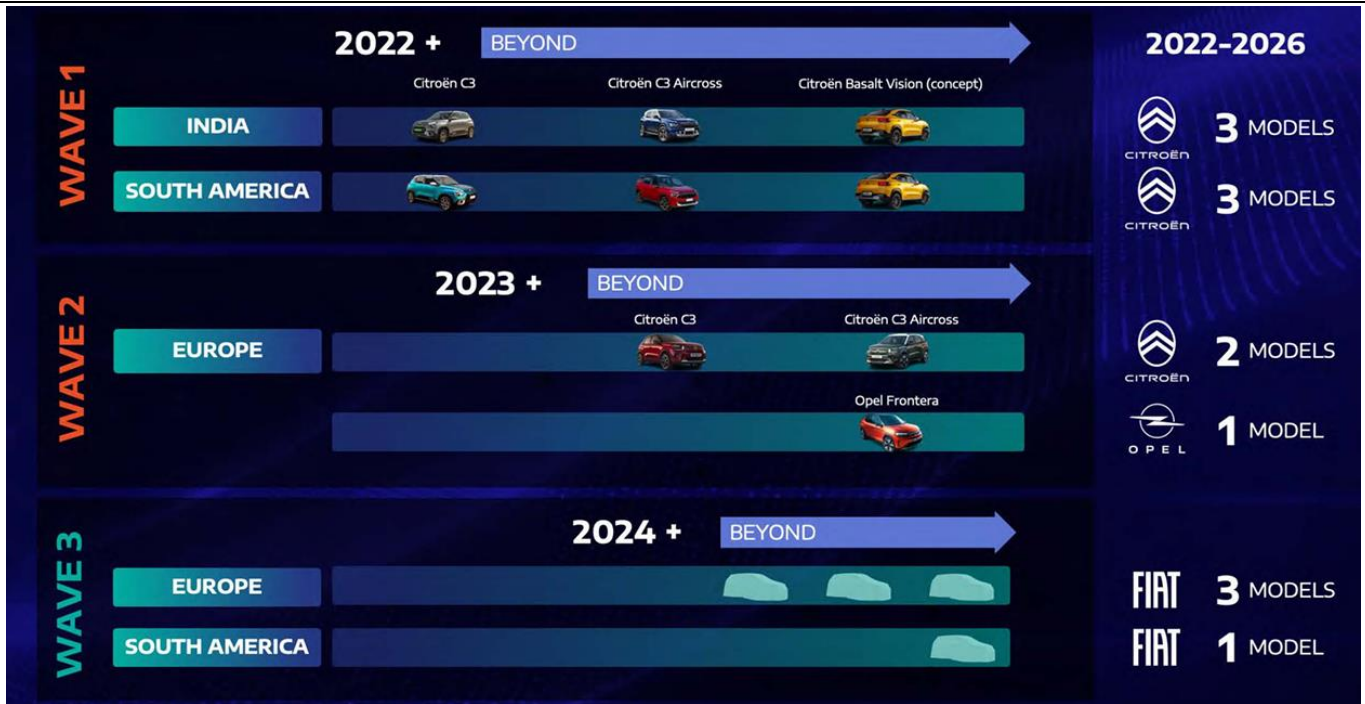 WAVE 1
2022 + BEYOND
2022-2026
Citroën C3 Citroën C3 Aircross Citroën Basalt Vision (concept)
INDIA
CITROËN
3 MODELS
SOUTH AMERICA
CITROËN
3 MODELS
WAVE 2
2023 + BEYOND
Citroën C3 Citroën C3 Aircross
EUROPE
CITROËN
2 MODELS
Opel Frontera
OPEL
1 MODEL
WAVE 3
2024 + BEYOND
EUROPE
FIAT
3 MODELS
SOUTH AMERICA
FIAT
1 MODEL